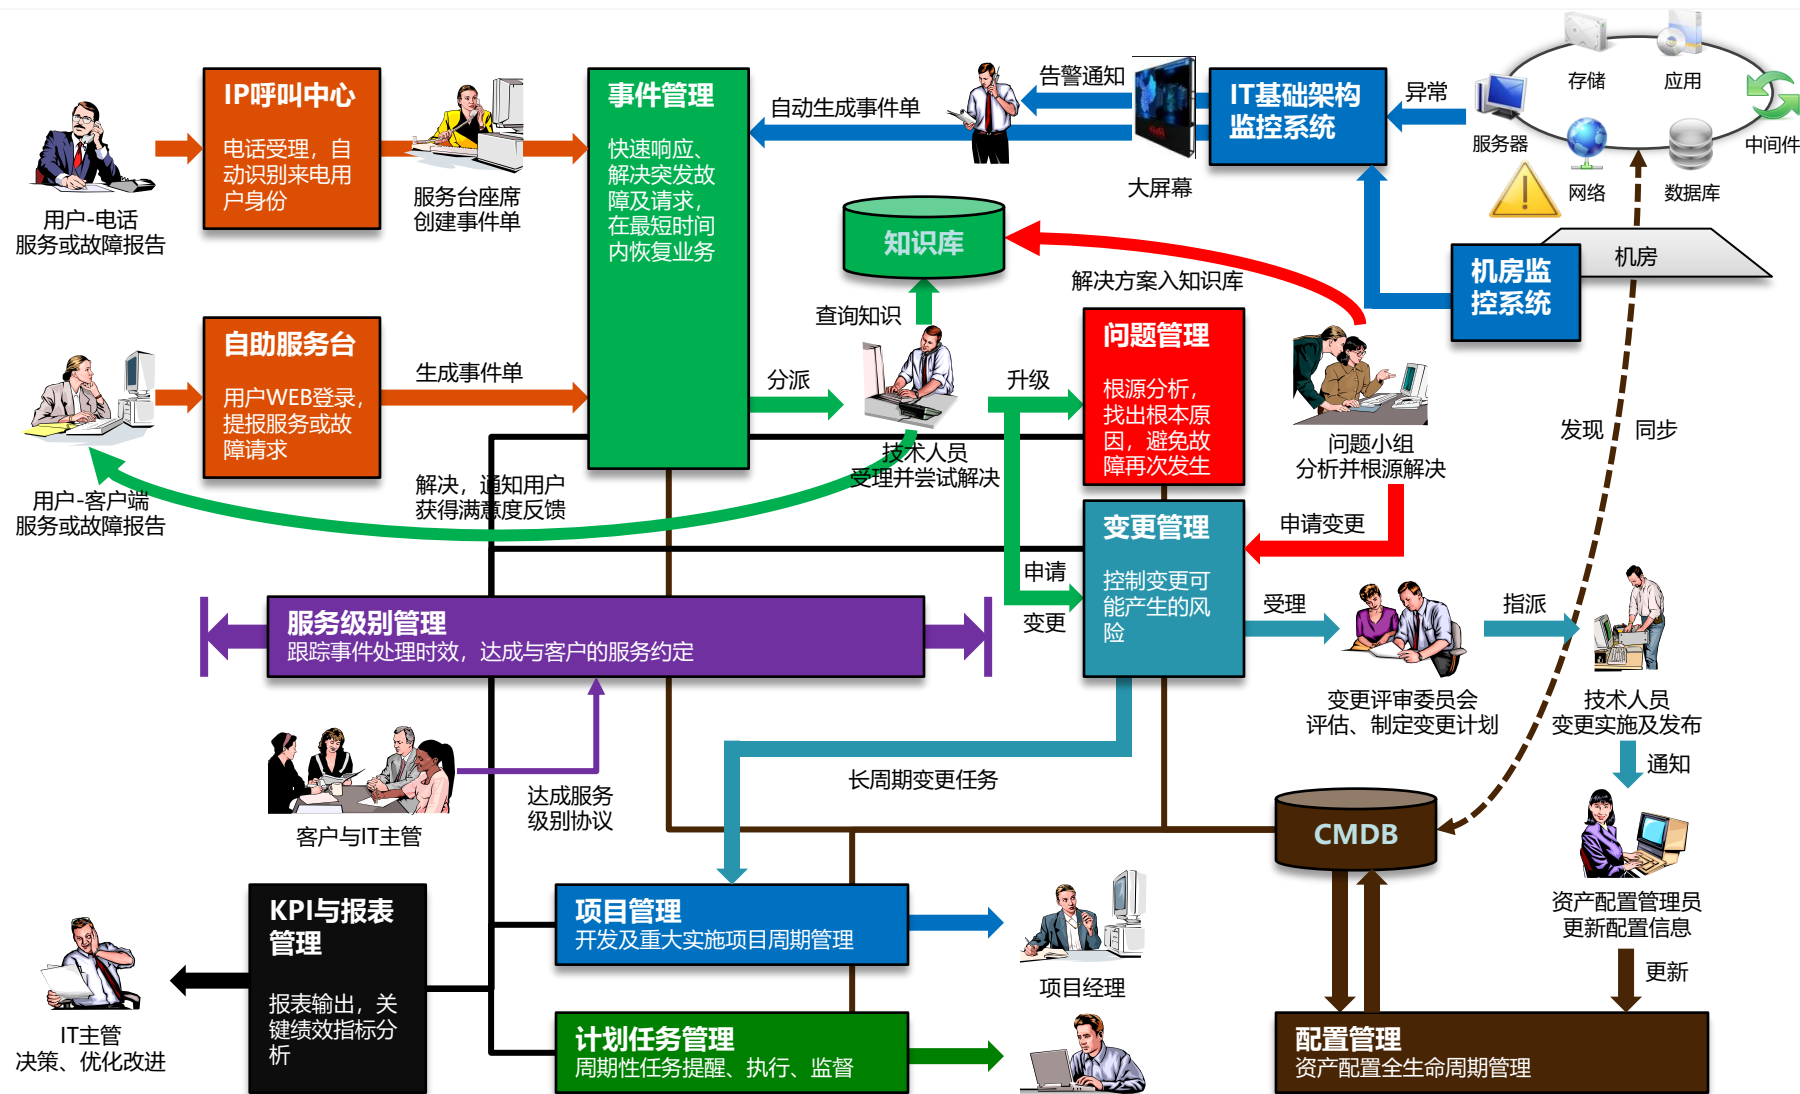 IP呼叫中心
电话受理，自
动识别来电用
户身份
用户-电话
服务或故障报告
服务台座席
创建事件单
事件管理
快速响应、
解决突发故
障及请求，
在最短时间
内恢复业务
自动生成事件单
告警通知
大屏幕
IT基础架构
监控系统
异常
存储
应用
服务器
中间件
网络
数据库
机房
机房监
控系统
知识库
解决方案入知识库
查询知识
自助服务台
用户WEB登录，
提报服务或故
障请求
用户-客户端
服务或故障报告
生成事件单
分派
技术人员
受理并尝试解决
升级
问题管理
根源分析，
找出根本原
因，避免故
障再次发生
问题小组
分析并根源解决
发现
同步
解决，通知用户
获得满意度反馈
申请变更
变更管理
控制变更可
能产生的风
险
申请
变更
受理
指派
变更评审委员会
评估、制定变更计划
技术人员
变更实施及发布
通知
服务级别管理
跟踪事件处理时效，达成与客户的服务约定
客户与IT主管
达成服务
级别协议
长周期变更任务
CMDB
资产配置管理员
更新配置信息
更新
KPI与报表
管理
报表输出，关
键绩效指标分
析
IT主管
决策、优化改进
项目管理
开发及重大实施项目周期管理
项目经理
计划任务管理
周期性任务提醒、执行、监督
配置管理
资产配置全生命周期管理